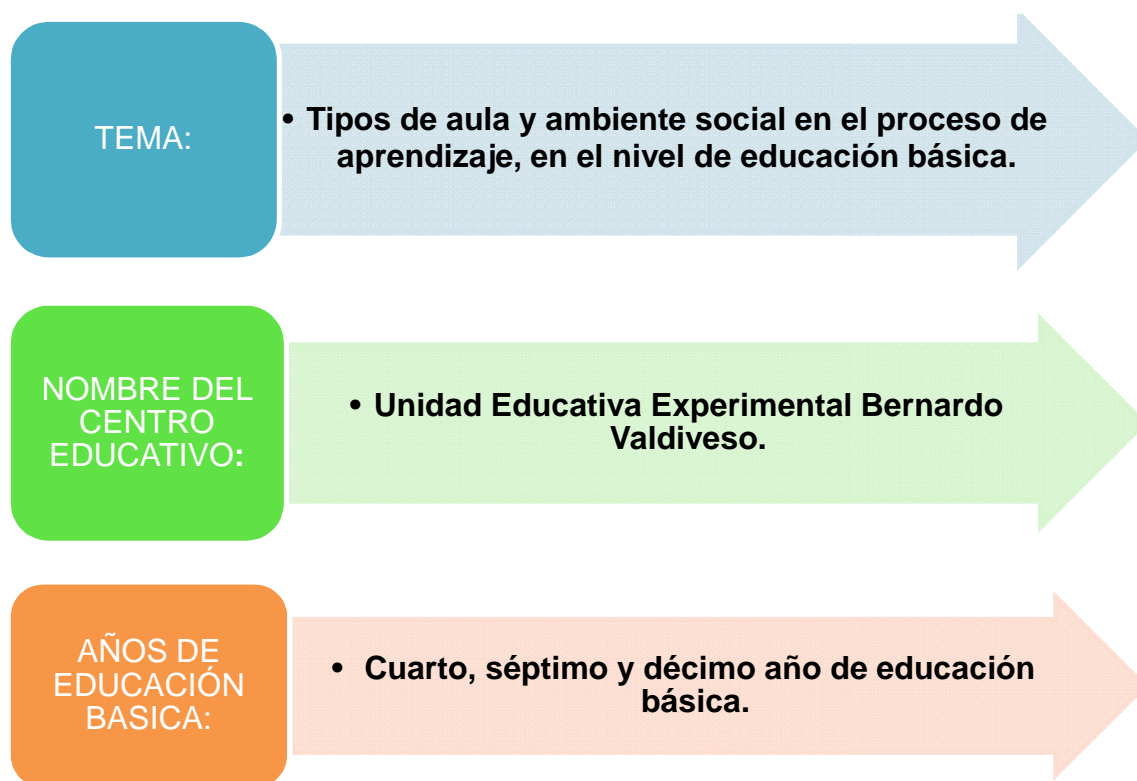 TEMA:
• Tipos de aula y ambiente social en el proceso de
aprendizaje, en el nivel de educación básica.
NOMBRE DEL
CENTRO
EDUCATIVO:
• Unidad Educativa Experimental Bernardo
Valdiveso.
AÑOS DE
EDUCACIÓN
BASICA:
• Cuarto, séptimo y décimo año de educación
básica.